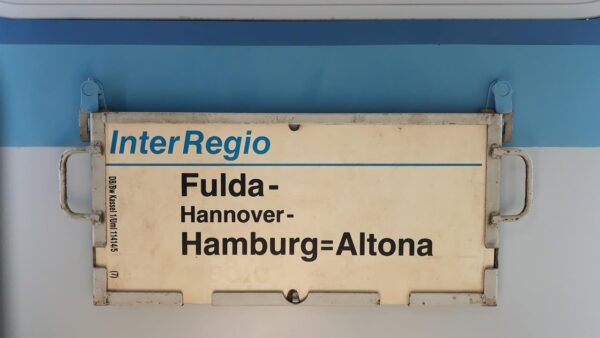 InterRegio
Fulda-
Hannover-
Hamburg=Altona